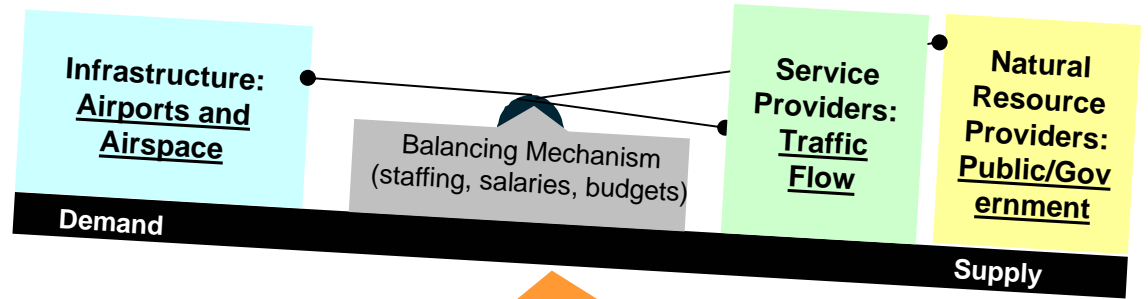 Infrastructure:
Airports and
Airspace
Balancing Mechanism
(staffing, salaries, budgets)
Service
Providers:
Traffic
Flow
Natural
Resource
Providers:
Public/Gov
ernment
Demand
Supply